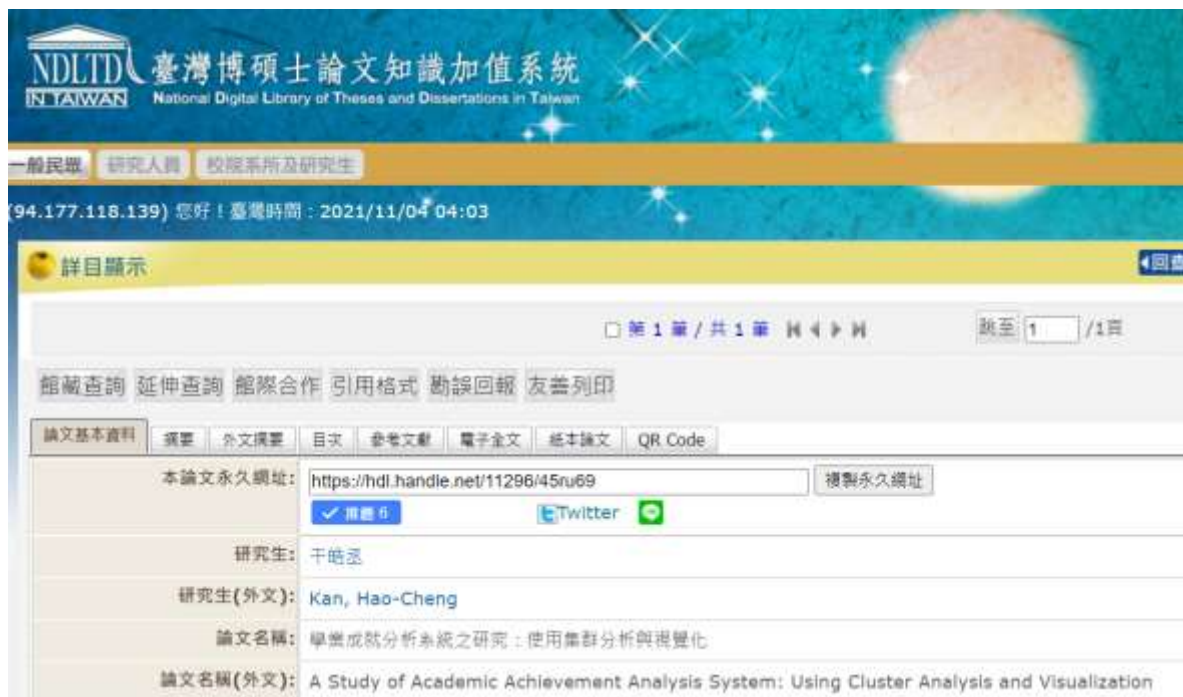 NDLTD
IN TAIWAN
臺灣博碩士論文知識加值系統
National Digital Library of Theses and Dissertations in Taiwan
一般民眾 研究人員 校院系所及研究生
(94.177.118.139) 您好！臺灣時間：2021/11/04 04:03
詳目顯示
回查
第 1 筆 / 共 1 筆 跳至 1 /1頁
館藏查詢 延伸查詢 館際合作 引用格式 勘誤回報 友善列印
論文基本資料 摘要 外文摘要 目次 參考文獻 電子全文 紙本論文 QR Code
本論文永久網址: https://hdl.handle.net/11296/45ru69 複製永久網址
推薦 6 Twitter
研究生: 干皓丞
研究生(外文): Kan, Hao-Cheng
論文名稱: 學業成就分析系統之研究：使用集群分析與視覺化
論文名稱(外文): A Study of Academic Achievement Analysis System: Using Cluster Analysis and Visualization